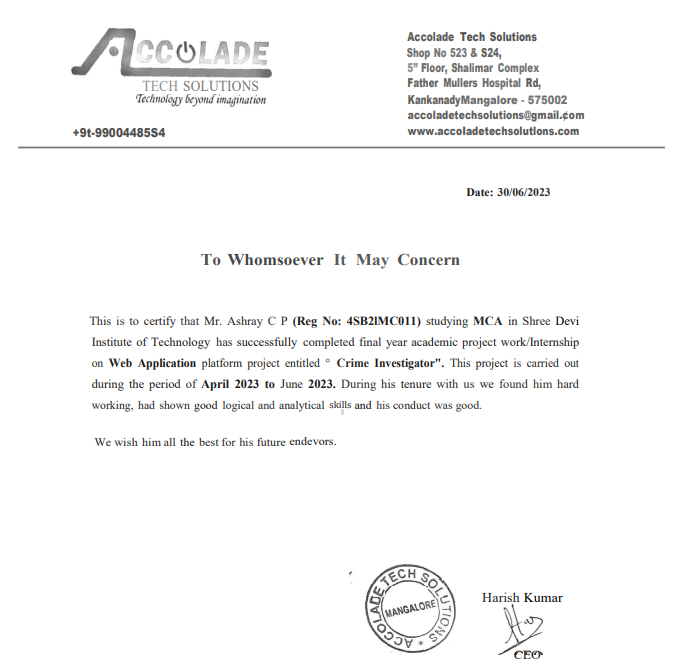 ACCOLADE
TECH SOLUTIONS
Technology beyond imagination
+9t-99004485S4
Accolade Tech Solutions
Shop No 523 & S24,
5" Floor, Shalimar Complex
Father Mullers Hospital Rd,
KankanadyMangalore - 575002
accoladetechsolutions@gmail.com
www.accoladetechsolutlons.com
Date: 30/06/2023
To Whomsoever It May Concern
This is to certify that Mr. Ashray C P (Reg No: 4SB2lMC011) studying MCA in Shree Devi
Institute of Technology has successfully completed final year academic project work/Internship
on Web Application platform project entitled ° Crime Investigator". This project is carried out
during the period of April 2023 to June 2023. During his tenure with us we found him hard
working, had shown good logical and analytical skills and his conduct was good.
We wish him all the best for his future endevors.
ACCOLADE TECH SOLUTIONS *
MANGALORE
Harish Kumar
CEO